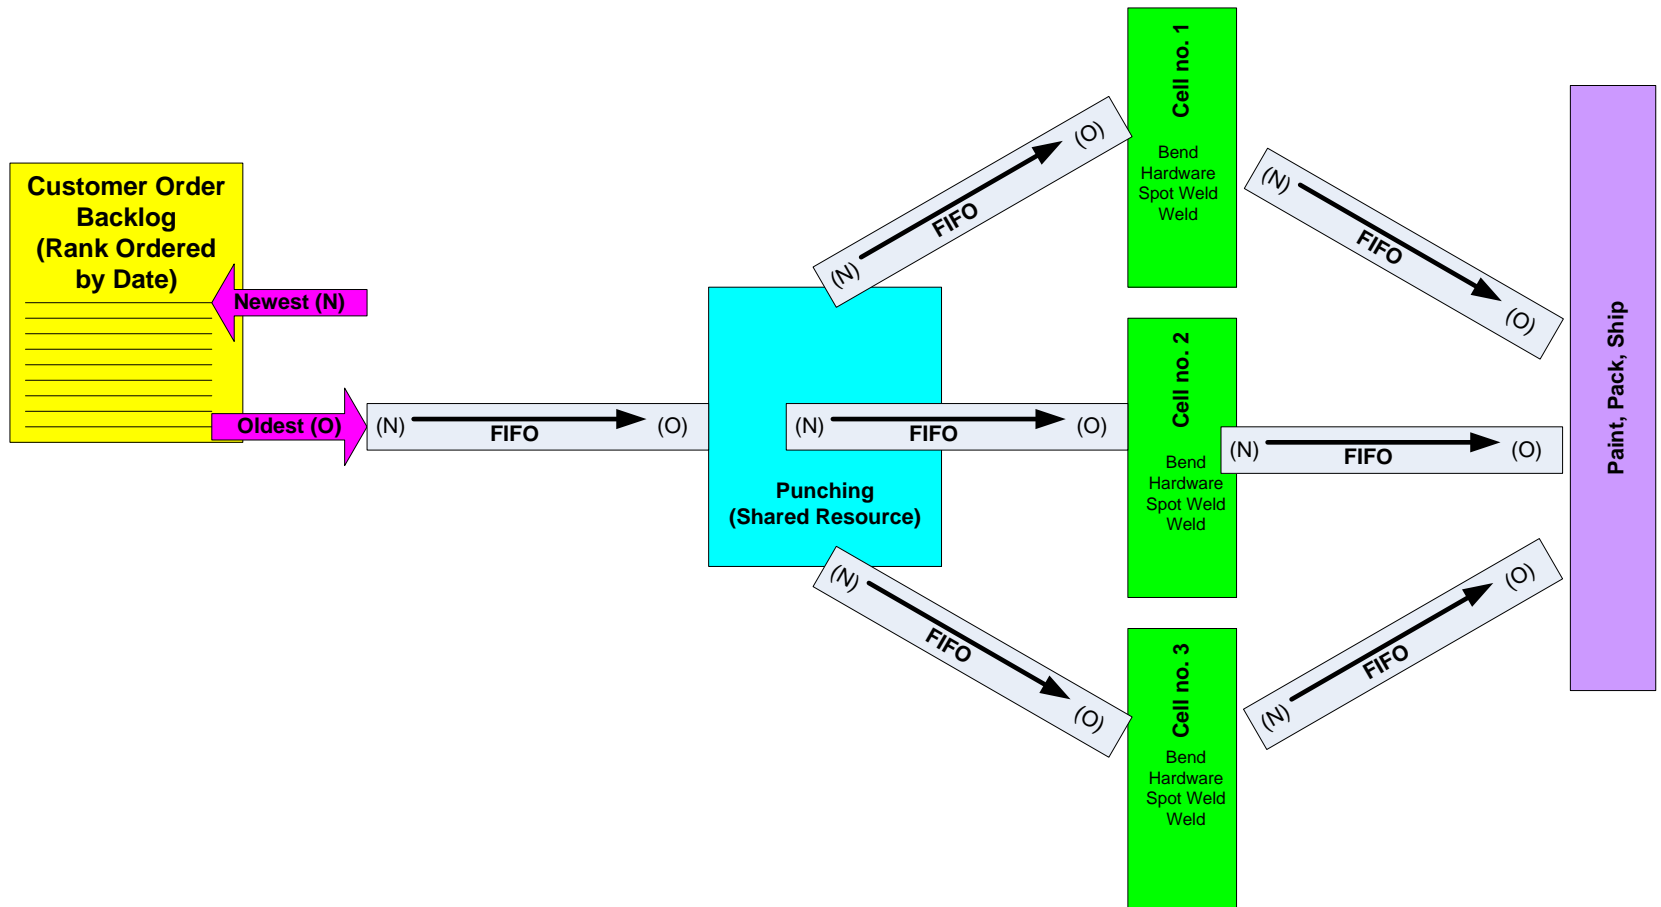 Customer Order
Backlog
(Rank Ordered
by Date)
Newest (N)
Oldest (O)
(N)
FIFO
(O)
Punching
(Shared Resource)
(N)
FIFO
(O)
(N)
FIFO
(O)
(N)
FIFO
(O)
Cell no. 1
Bend
Hardware
Spot Weld
Weld
Cell no. 2
Bend
Hardware
Spot Weld
Weld
Cell no. 3
Bend
Hardware
Spot Weld
Weld
(N)
FIFO
(O)
(N)
FIFO
(O)
(N)
FIFO
(O)
Paint, Pack, Ship